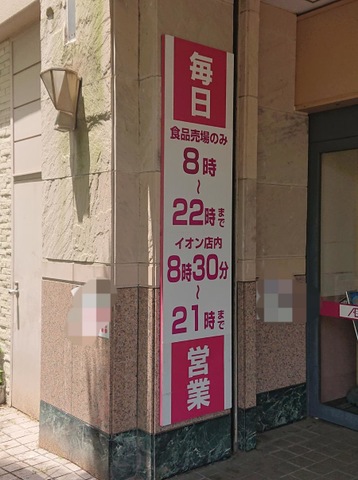 毎日
食品売場のみ
8時
～
22時まで
イオン店内
8時30分
～
21時まで
営業